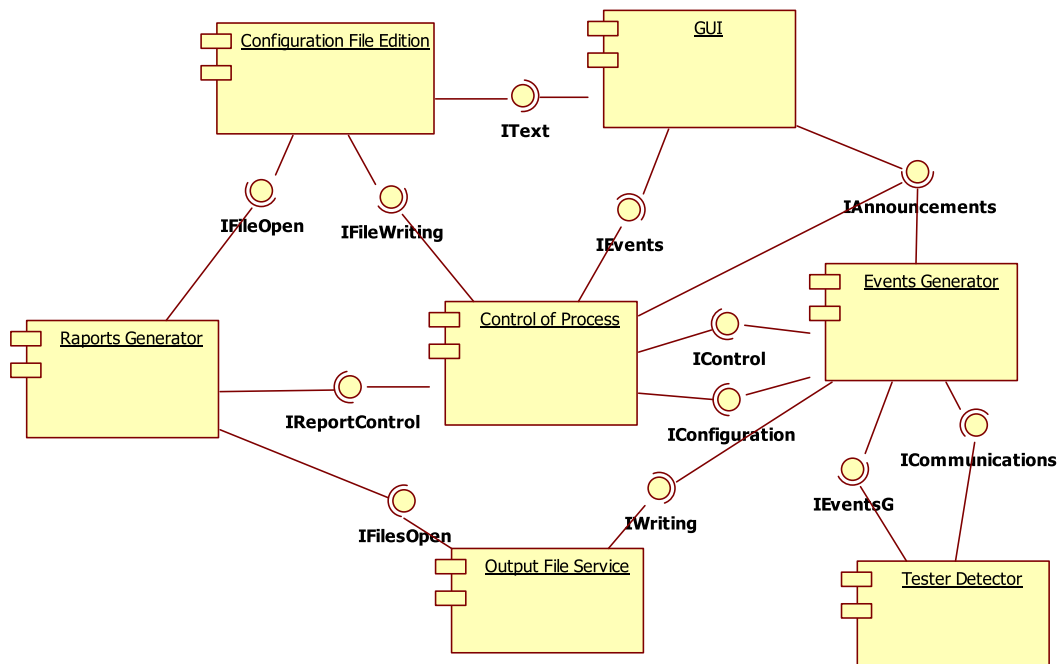 Configuration File Edition
GUI
IText
IFileOpen
IFileWriting
IEvents
IAnnouncements
Raports Generator
Control of Process
Events Generator
IControl
IReportControl
IConfiguration
ICommunications
IEventsG
IFilesOpen
IWriting
Output File Service
Tester Detector